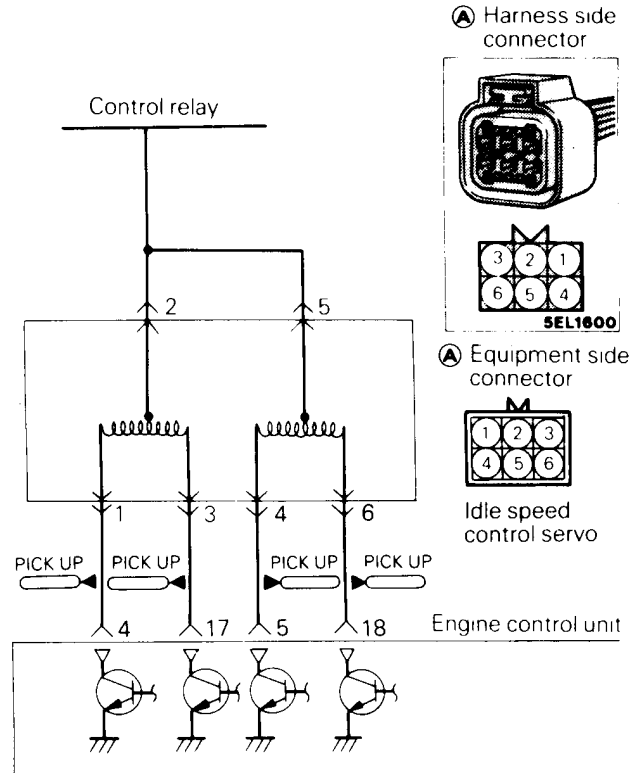 Ⓐ Harness side
connector
Control relay
3 2 1
6 5 4
5EL1600
2 5
Ⓐ Equipment side
connector
1 2 3
4 5 6
Idle speed
control servo
1 3 4 6
PICK UP PICK UP PICK UP PICK UP
4 17 5 18
Engine control unit